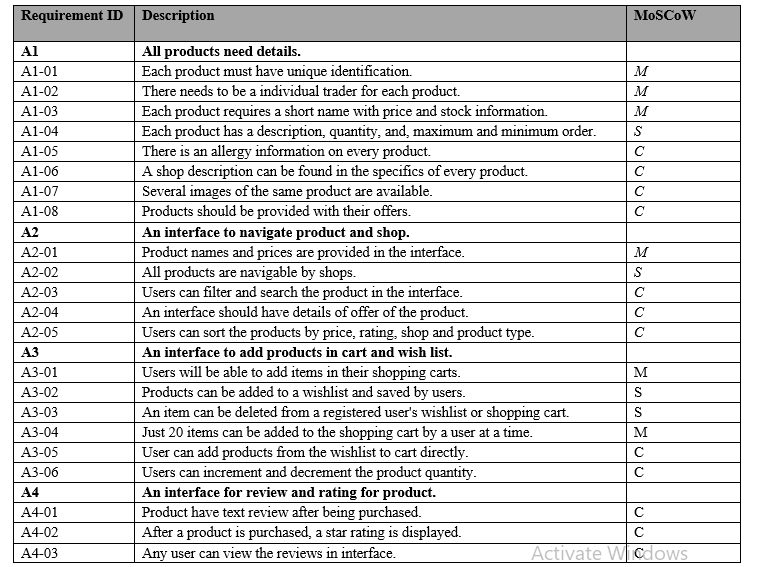 Requirement ID Description MoSCoW
A1 All products need details.
A1-01 Each product must have unique identification. M
A1-02 There needs to be a individual trader for each product. M
A1-03 Each product requires a short name with price and stock information. M
A1-04 Each product has a description, quantity, and, maximum and minimum order. S
A1-05 There is an allergy information on every product. C
A1-06 A shop description can be found in the specifics of every product. C
A1-07 Several images of the same product are available. C
A1-08 Products should be provided with their offers. C
A2 An interface to navigate product and shop.
A2-01 Product names and prices are provided in the interface. M
A2-02 All products are navigable by shops. S
A2-03 Users can filter and search the product in the interface. C
A2-04 An interface should have details of offer of the product. C
A2-05 Users can sort the products by price, rating, shop and product type. C
A3 An interface to add products in cart and wish list.
A3-01 Users will be able to add items in their shopping carts. M
A3-02 Products can be added to a wishlist and saved by users. S
A3-03 An item can be deleted from a registered user's wishlist or shopping cart. S
A3-04 Just 20 items can be added to the shopping cart by a user at a time. M
A3-05 User can add products from the wishlist to cart directly. C
A3-06 Users can increment and decrement the product quantity. C
A4 An interface for review and rating for product.
A4-01 Product have text review after being purchased. C
A4-02 After a product is purchased, a star rating is displayed. C
A4-03 Any user can view the reviews in interface. C
Activate Windows